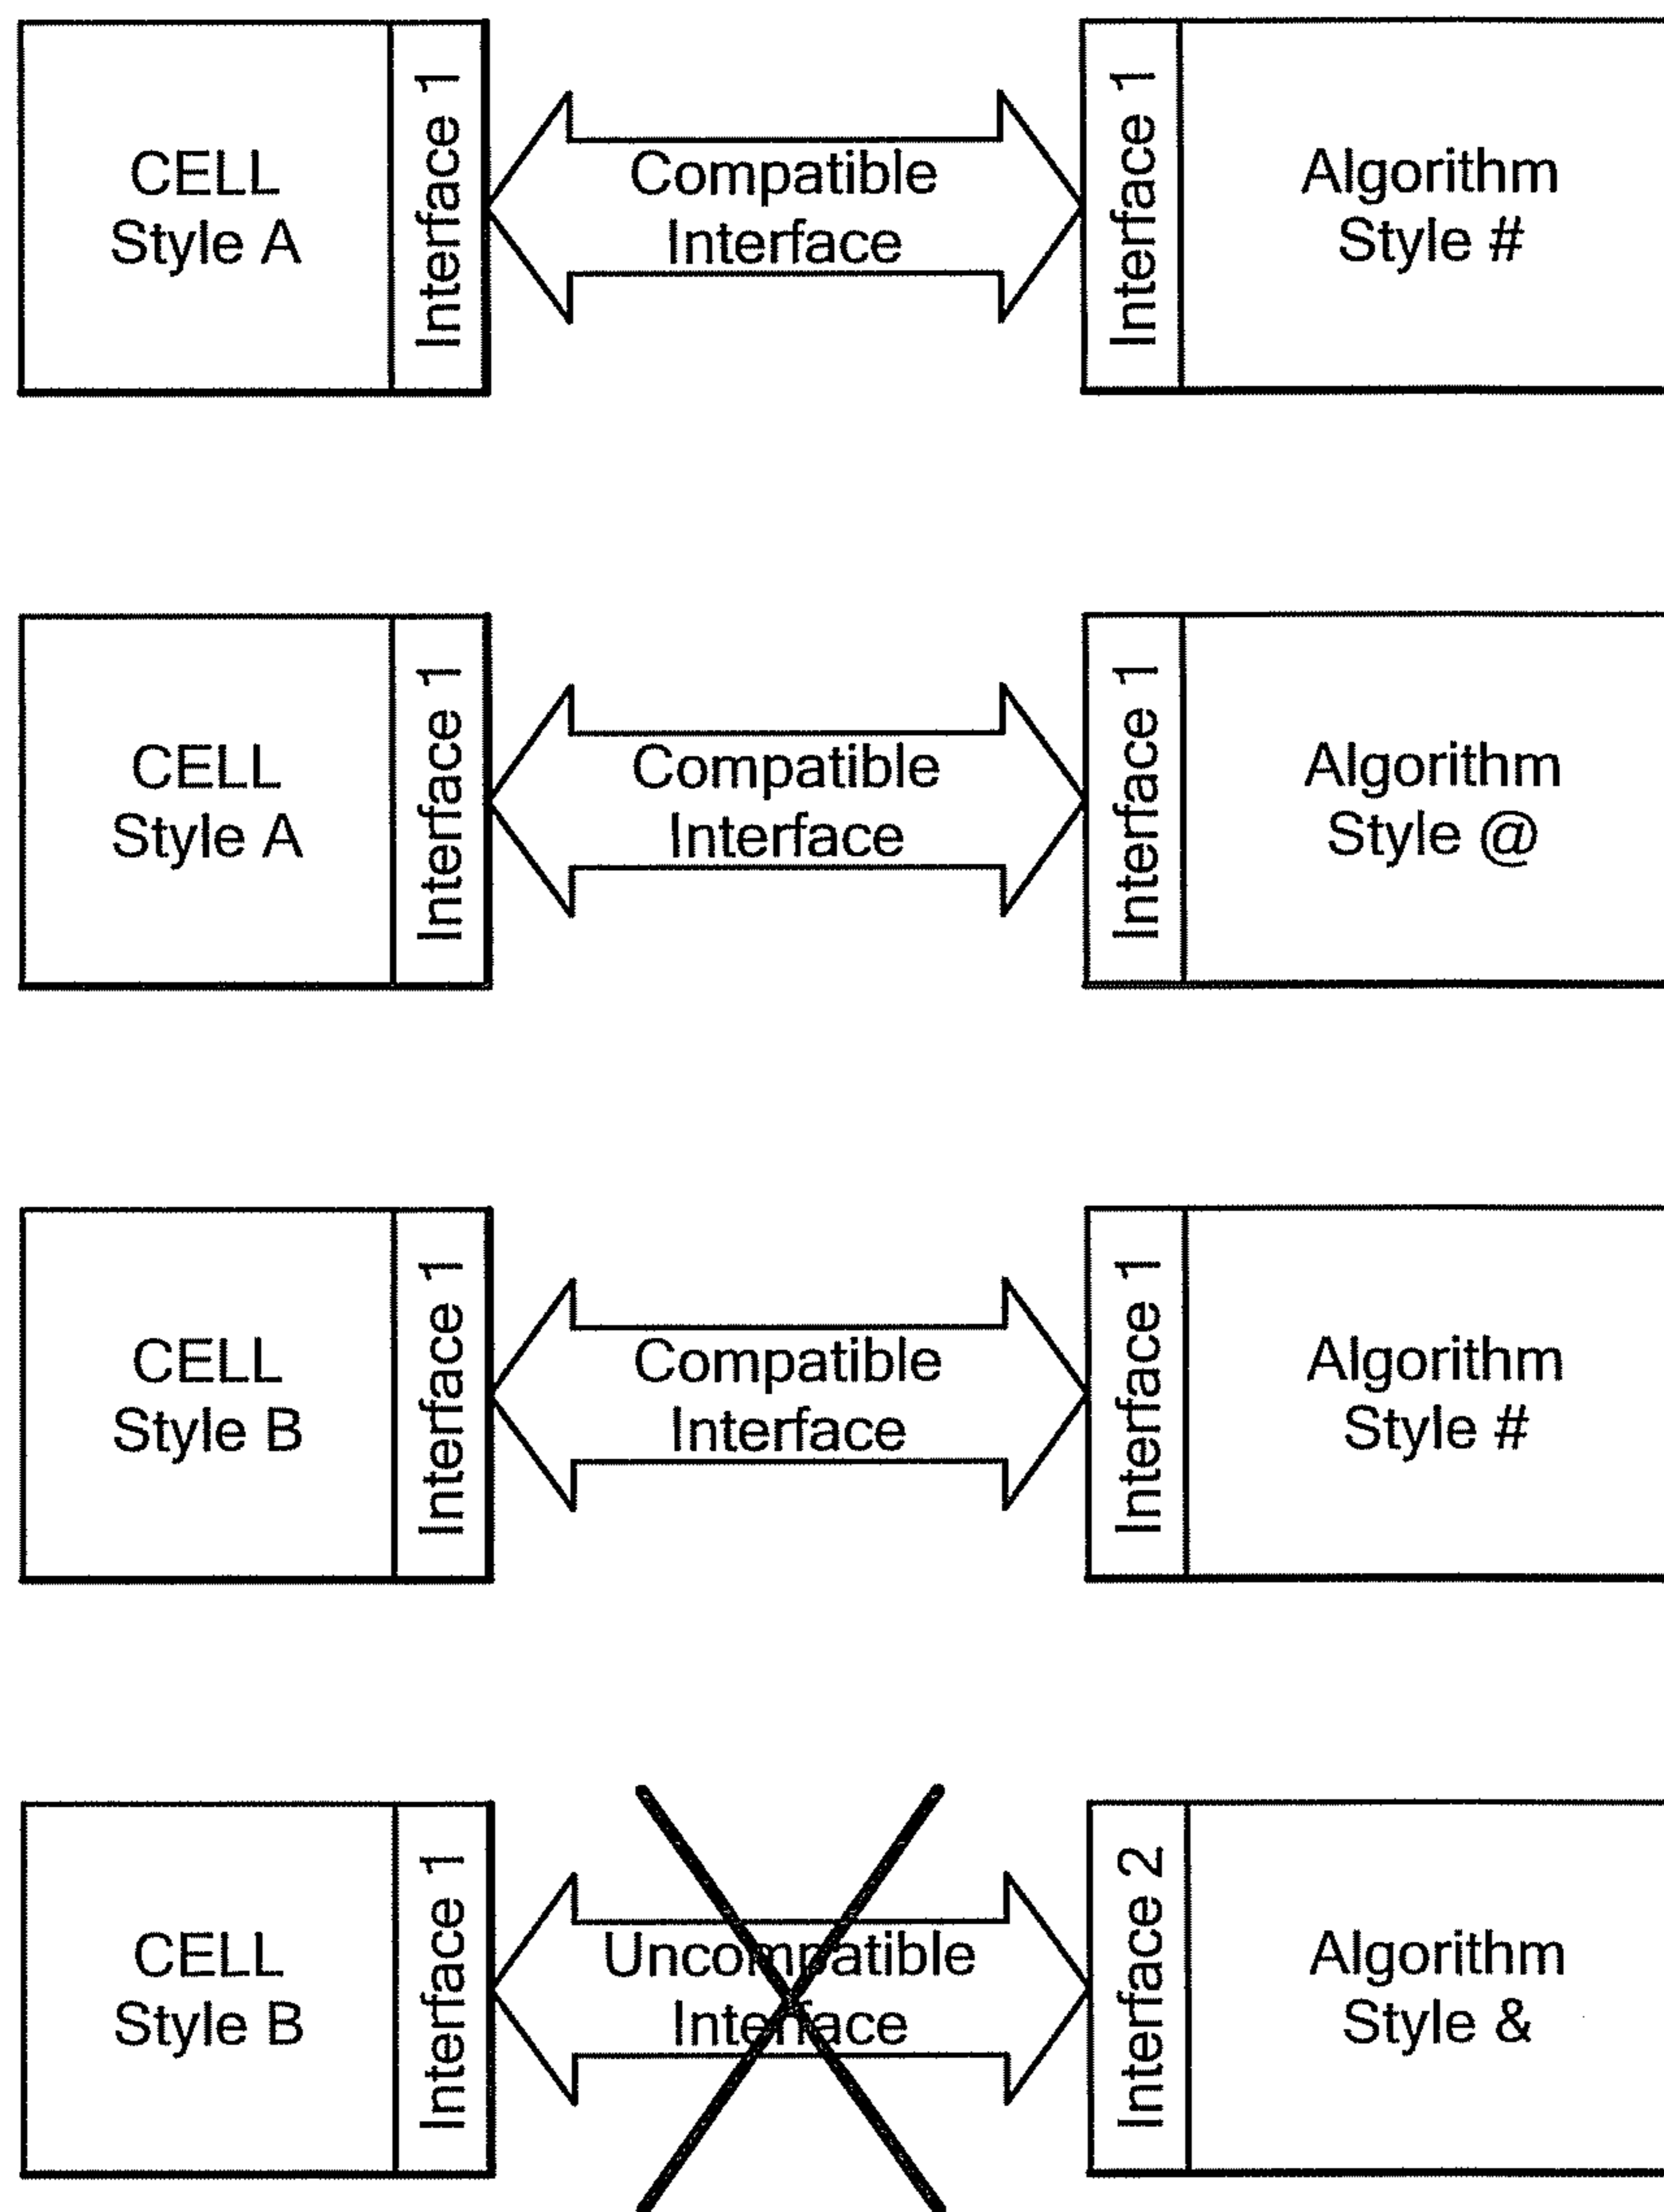 CELL
Style A
Interface 1
Compatible
Interface
Interface 1
Algorithm
Style #
CELL
Style A
Interface 1
Compatible
Interface
Interface 1
Algorithm
Style @
CELL
Style B
Interface 1
Compatible
Interface
Interface 1
Algorithm
Style #
CELL
Style B
Interface 1
Uncompatible
Interface
Interface 2
Algorithm
Style &